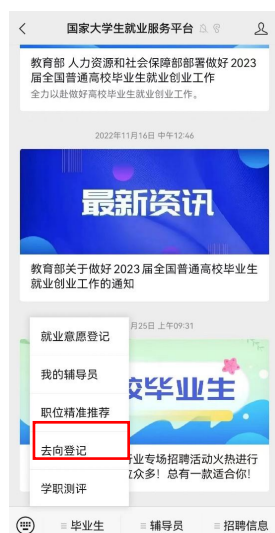 国家大学生就业服务平台
教育部 人力资源和社会保障部部署做好 2023
届全国普通高校毕业生就业创业工作
全力以赴做好高校毕业生就业创业工作。
2022年11月16日 中午12:46
最新资讯
教育部关于做好 2023 届全国普通高校毕业生
就业创业工作的通知
月25日 上午09:31
校毕业生
业专场招聘活动火热进行
众多！总有一款适合你！
就业意愿登记
我的辅导员
职位精准推荐
去向登记
学职测评
毕业生
辅导员
招聘信息